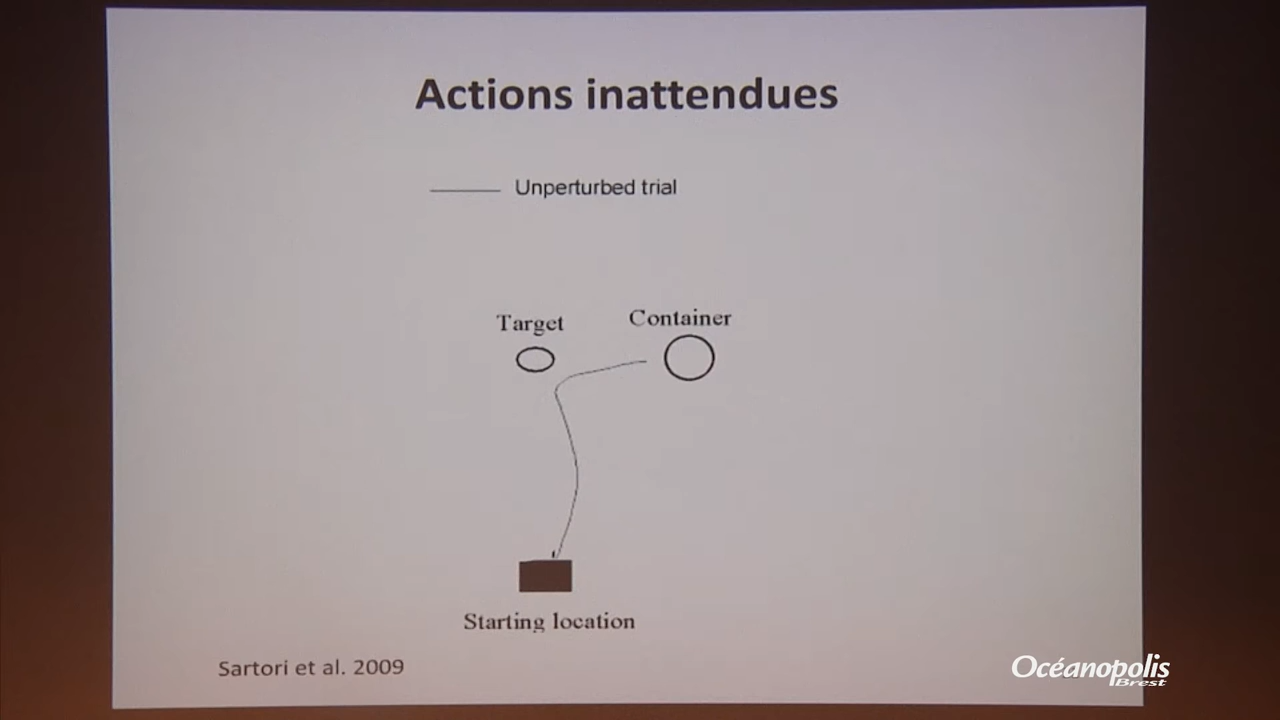 Actions inattendues
Unperturbed trial
Target
Container
Starting location
Sartori et al. 2009
Océanopolis
Brest